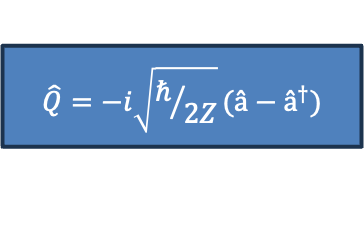 Q̂ = −i√(ℏ/2Z) (â − â†)